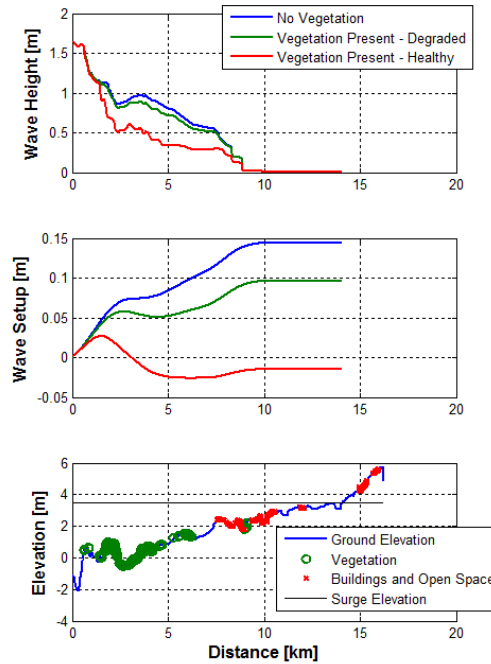 2
1.5
1
0.5
0
Wave Height [m]
No Vegetation
Vegetation Present - Degraded
Vegetation Present - Healthy
0 5 10 15 20
0.15
0.1
0.05
0
-0.05
Wave Setup [m]
0 5 10 15 20
6
4
2
0
-2
-4
Elevation [m]
Ground Elevation
Vegetation
Buildings and Open Space
Surge Elevation
0 5 10 15 20
Distance [km]